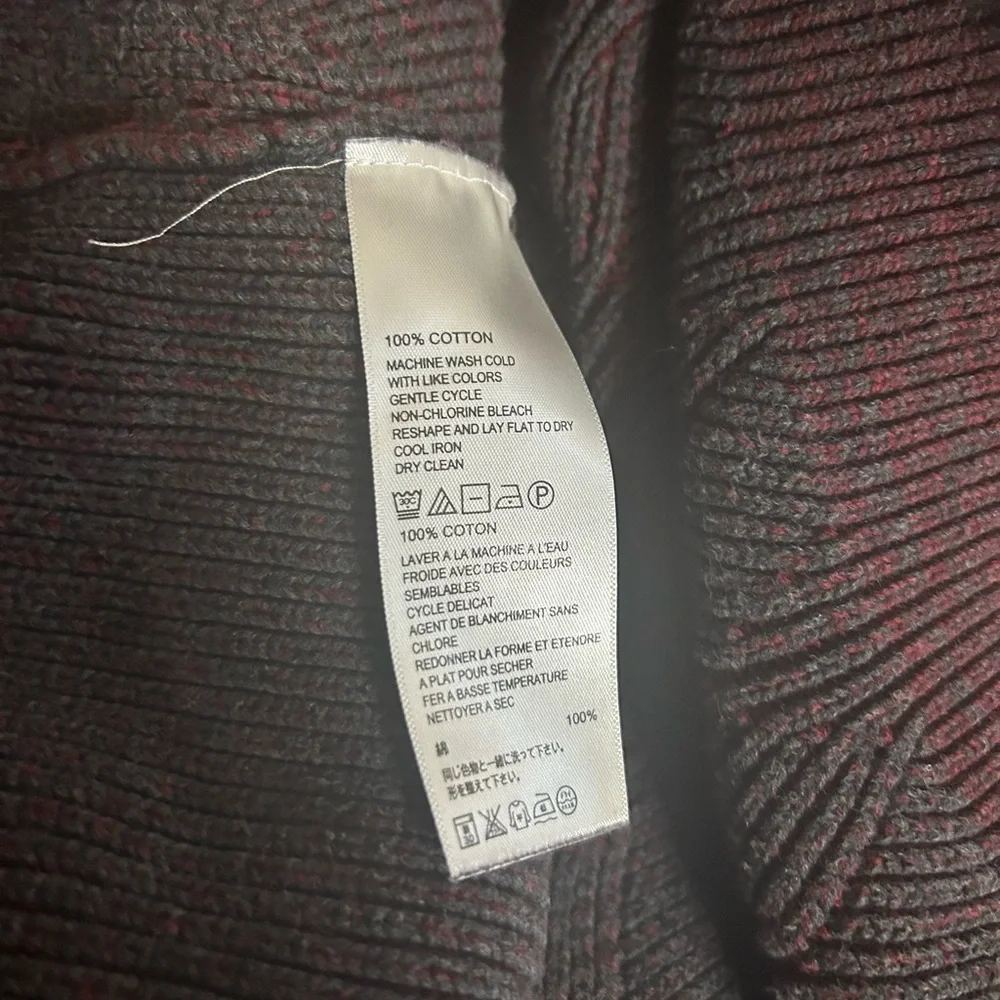 100% COTTON
MACHINE WASH COLD
WITH LIKE COLORS
GENTLE CYCLE
NON-CHLORINE BLEACH
RESHAPE AND LAY FLAT TO DRY
COOL IRON
DRY CLEAN
30C P
100% COTON
LAVER A LA MACHINE A L'EAU
FROIDE AVEC DES COULEURS
SEMBLABLES
CYCLE DELICAT
AGENT DE BLANCHIMENT SANS
CHLORE
REDONNER LA FORME ET ETENDRE
A PLAT POUR SECHER
FER A BASSE TEMPERATURE
NETTOYER A SEC
綿 100%
同じ色物と一緒に洗って下さい。
形を整えて下さい。